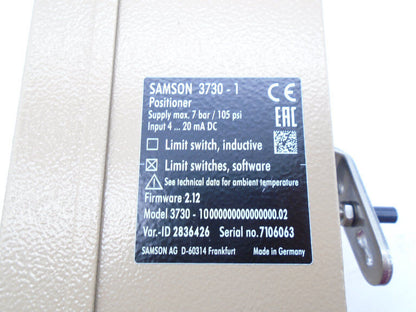 SAMSON 3730 - 1
Positioner
Supply max. 7 bar / 105 psi
Input 4 ... 20 mA DC
CE
EAC
☐ Limit switch, inductive
☒ Limit switches, software
See technical data for ambient temperature
Firmware 2.12
Model 3730 - 10000000000000000.02
Var.-ID 2836426 Serial no.7106063
SAMSON AG D-60314 Frankfurt Made in Germany